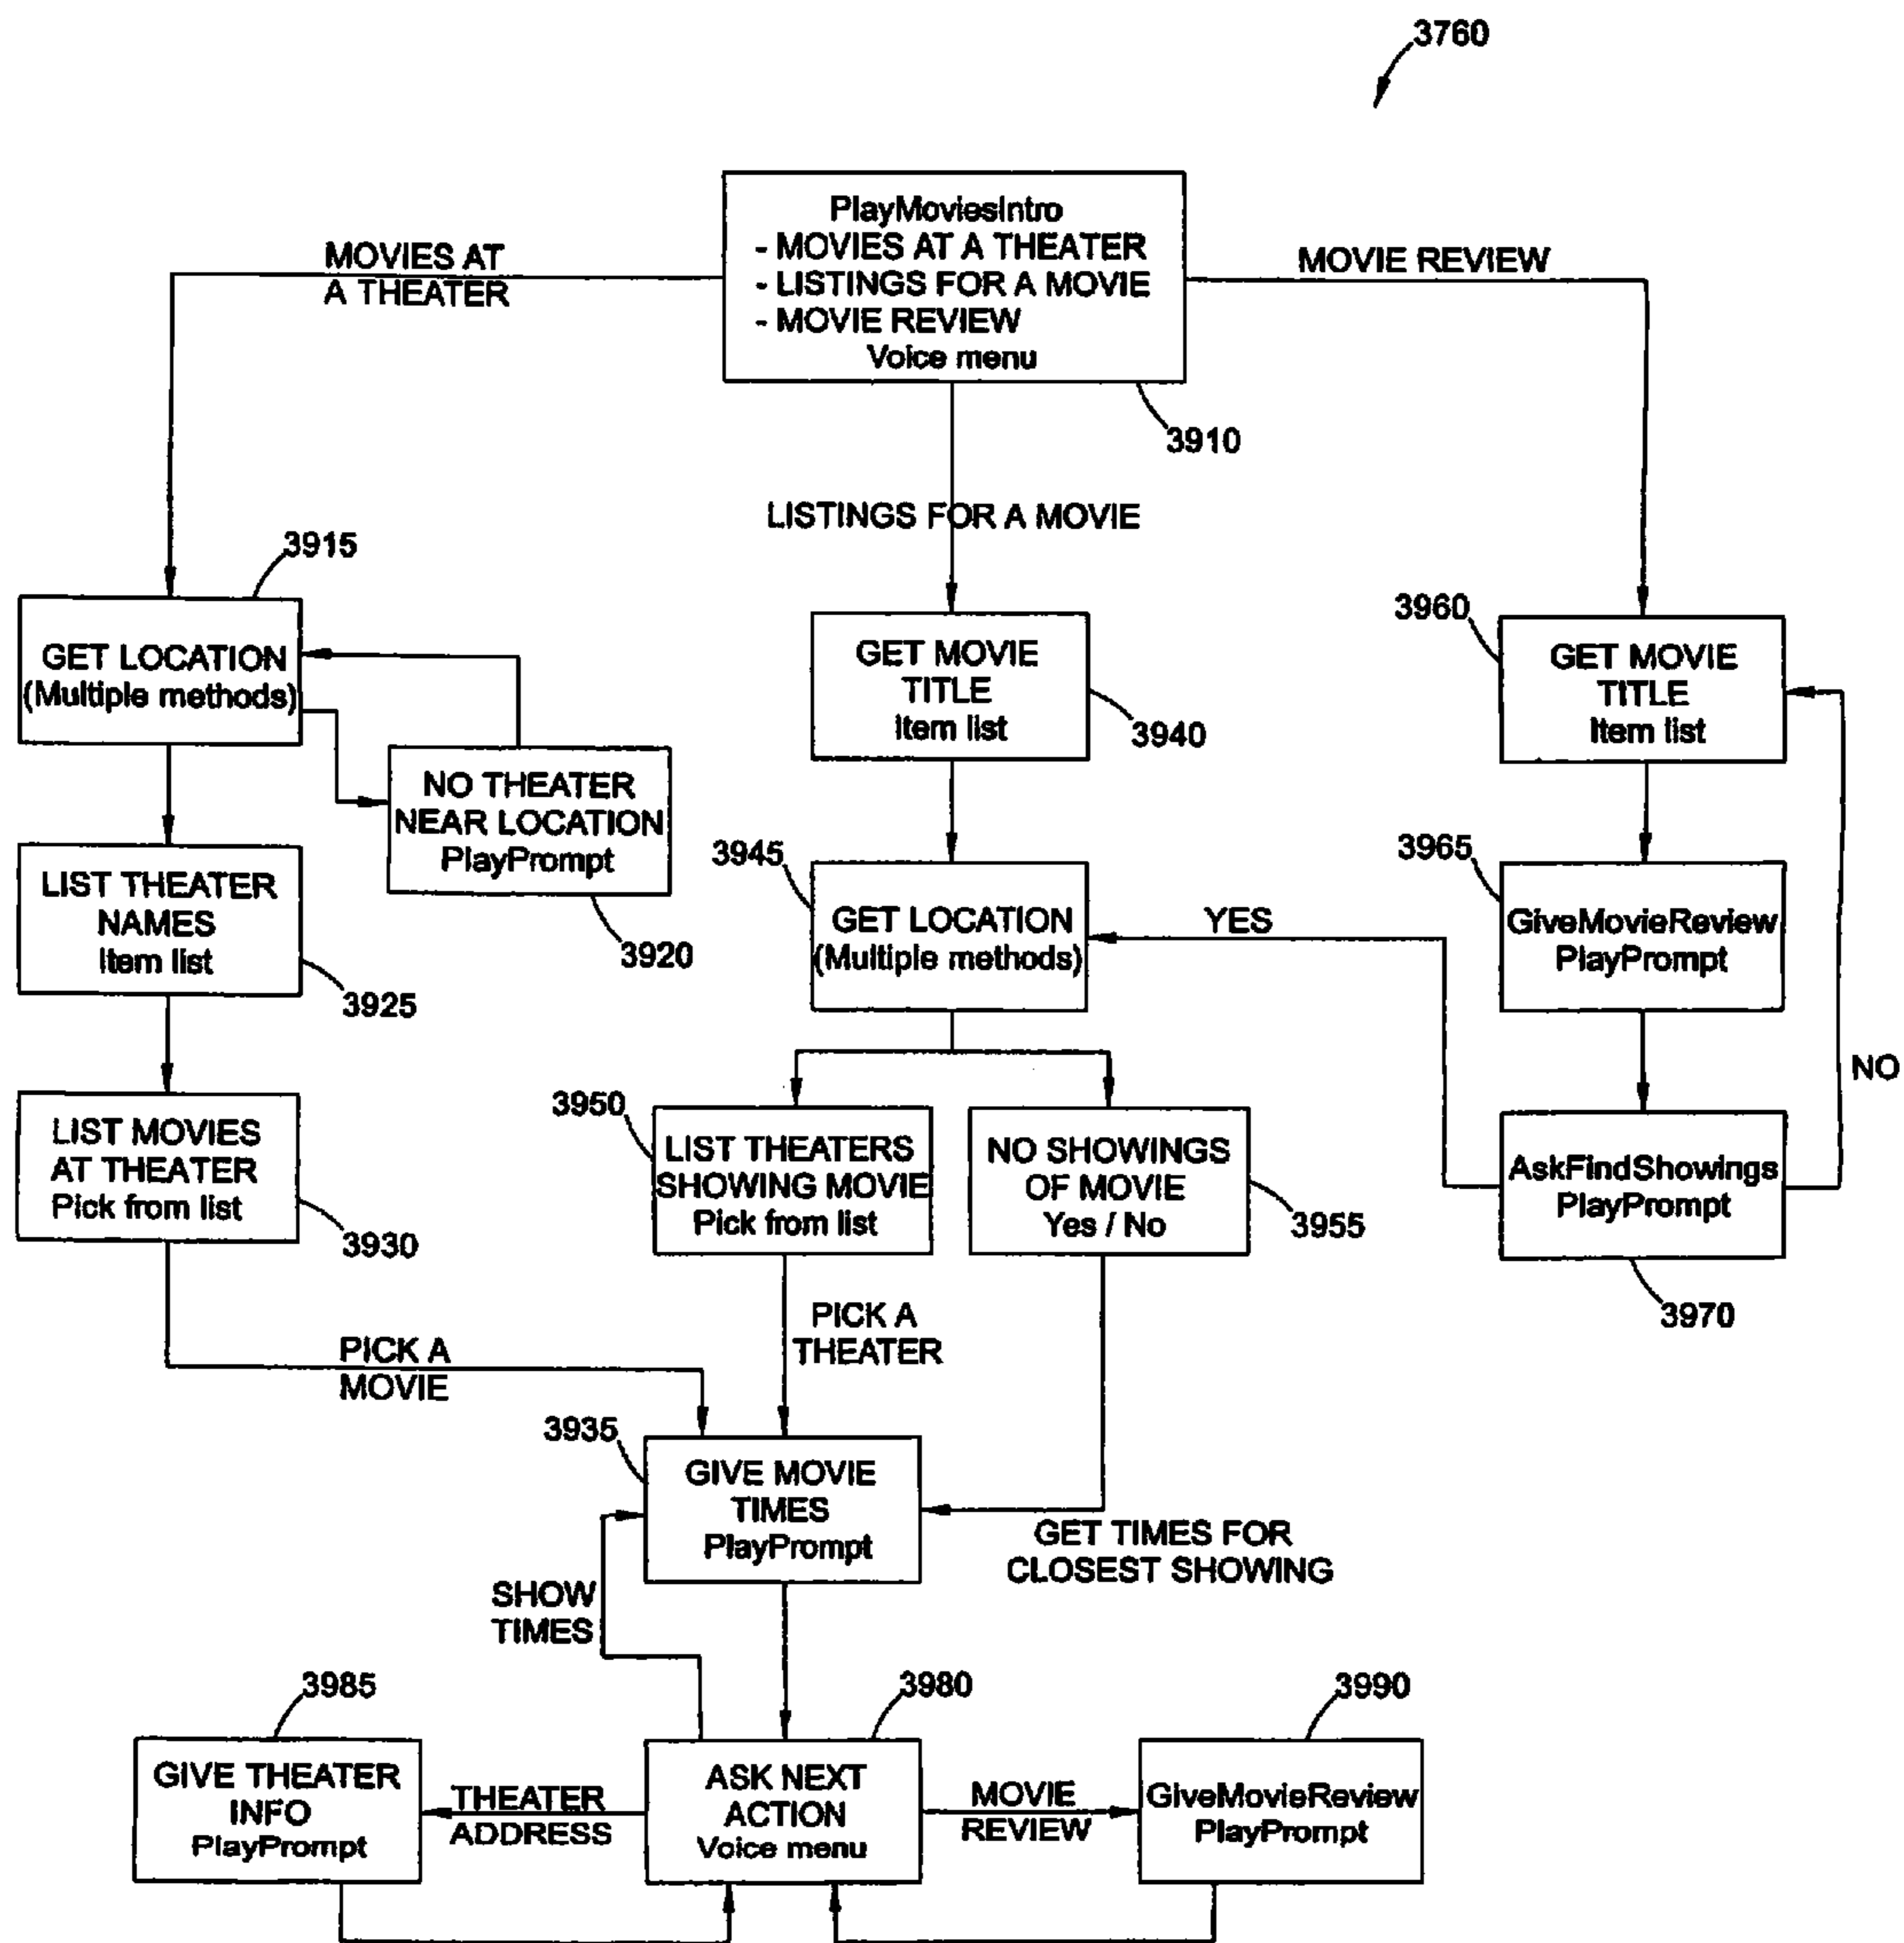 3760
PlayMoviesIntro
- MOVIES AT A THEATER
- LISTINGS FOR A MOVIE
- MOVIE REVIEW
Voice menu
3910
MOVIES AT
A THEATER
MOVIE REVIEW
LISTINGS FOR A MOVIE
3915
GET LOCATION
(Multiple methods)
NO THEATER
NEAR LOCATION
PlayPrompt
3920
LIST THEATER
NAMES
Item list
3925
LIST MOVIES
AT THEATER
Pick from list
3930
PICK A
MOVIE
GET MOVIE
TITLE
Item list
3940
3945
GET LOCATION
(Multiple methods)
YES
3950
LIST THEATERS
SHOWING MOVIE
Pick from list
NO SHOWINGS
OF MOVIE
Yes / No
3955
PICK A
THEATER
3960
GET MOVIE
TITLE
Item list
3965
GiveMovieReview
PlayPrompt
NO
AskFindShowings
PlayPrompt
3970
3935
GIVE MOVIE
TIMES
PlayPrompt
GET TIMES FOR
CLOSEST SHOWING
SHOW
TIMES
3985
GIVE THEATER
INFO
PlayPrompt
THEATER
ADDRESS
3980
ASK NEXT
ACTION
Voice menu
MOVIE
REVIEW
3990
GiveMovieReview
PlayPrompt